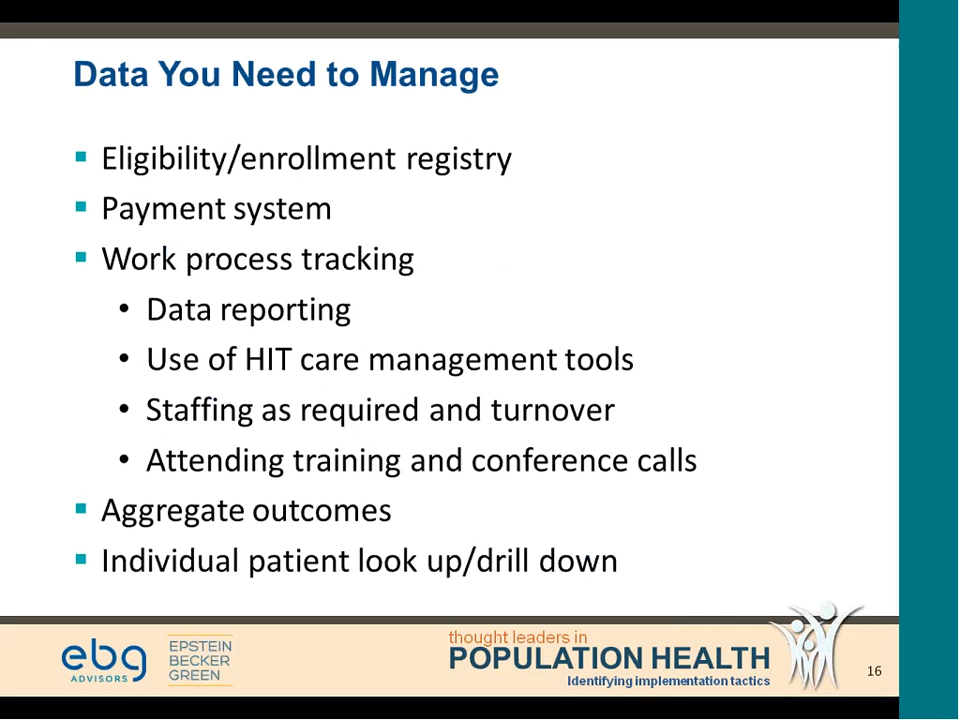 Data You Need to Manage
▪ Eligibility/enrollment registry
▪ Payment system
▪ Work process tracking
• Data reporting
• Use of HIT care management tools
• Staffing as required and turnover
• Attending training and conference calls
▪ Aggregate outcomes
▪ Individual patient look up/drill down
ebg
ADVISORS
EPSTEIN
BECKER
GREEN
thought leaders in
POPULATION HEALTH
Identifying implementation tactics
16